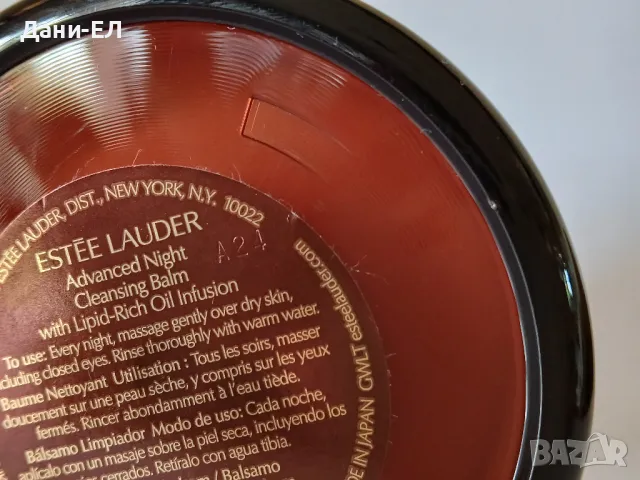 Дани-ЕЛ
ESTĒE LAUDER, DIST., NEW YORK, N.Y. 10022
ESTĒE LAUDER
A24
Advanced Night
Cleansing Balm
with Lipid-Rich Oil Infusion
To use: Every night, massage gently over dry skin,
including closed eyes. Rinse thoroughly with warm water.
Baume Nettoyant Utilisation : Tous les soirs, masser
doucement sur une peau sèche, y compris sur les yeux
fermés. Rincer abondamment à l'eau tiède.
Bálsamo Limpiador Modo de uso: Cada noche,
aplícalo con un masaje sobre la piel seca, incluyendo los
cerrados. Retíralo con agua tibia.
/ Balsamo
GWLT esteelauder.com
IN JAPAN
BAZAR